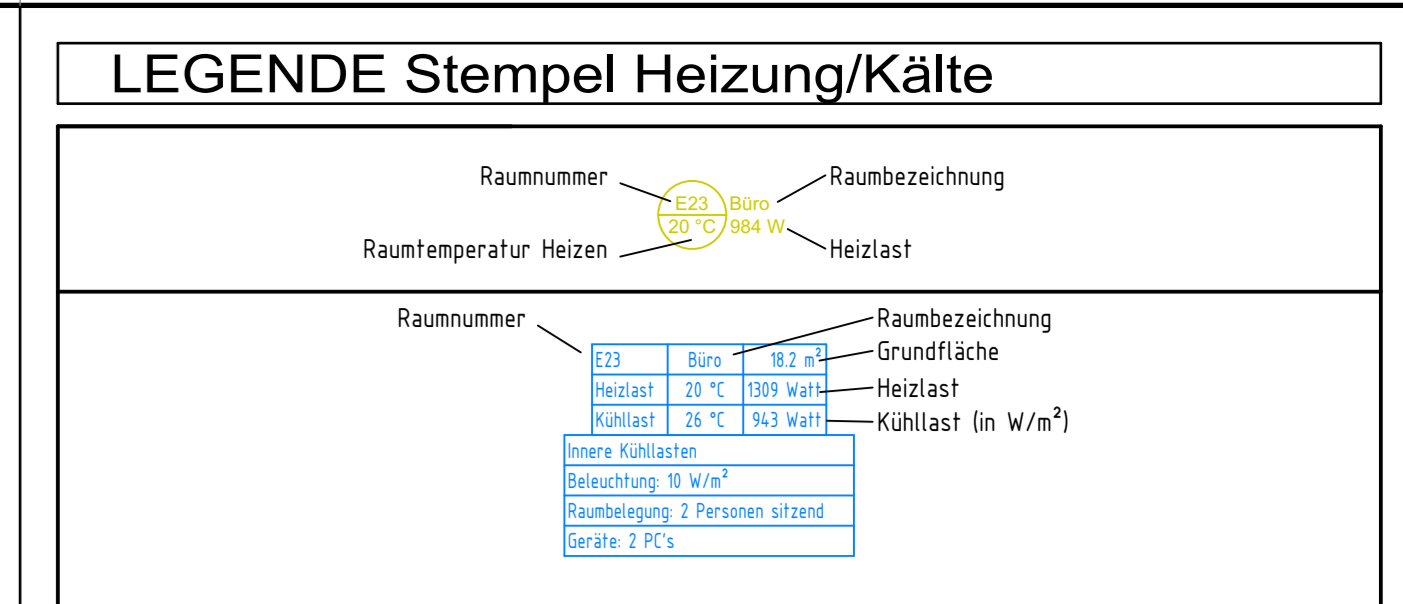 LEGENDE Stempel Heizung/Kälte
Raumnummer
Raumbezeichnung
E23 Büro
20 °C 984 W
Raumtemperatur Heizen
Heizlast
Raumnummer
Raumbezeichnung
E23 Büro 18.2 m²
Grundfläche
Heizlast 20 °C 1309 Watt
Heizlast
Kühllast 26 °C 943 Watt
Kühllast (in W/m²)
Innere Kühllasten
Beleuchtung: 10 W/m²
Raumbelegung: 2 Personen sitzend
Geräte: 2 PC's